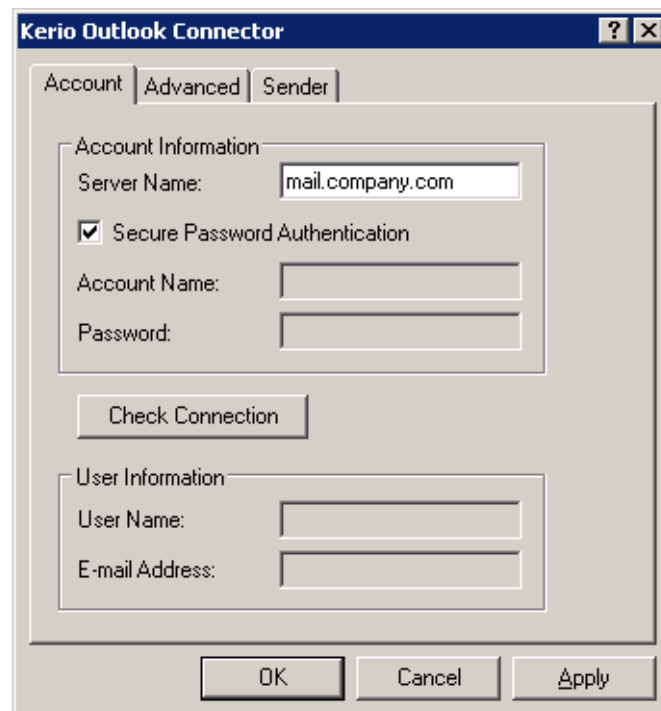 Kerio Outlook Connector
Account Advanced Sender
Account Information
Server Name: mail.company.com
Secure Password Authentication
Account Name:
Password:
Check Connection
User Information
User Name:
E-mail Address:
OK Cancel Apply